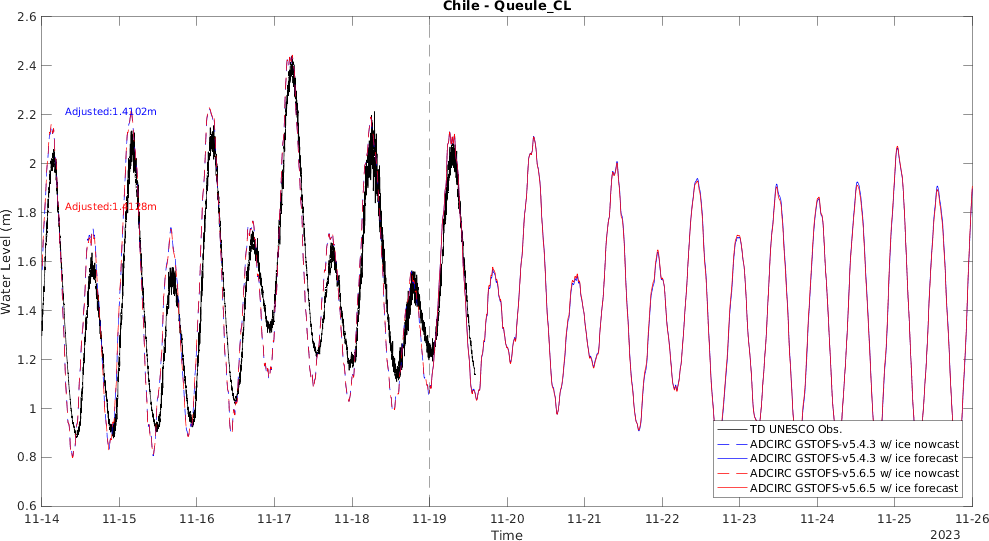 Chile - Queule_CL
Water Level (m)
2.6
2.4
2.2
2
1.8
1.6
1.4
1.2
1
0.8
0.6
Adjusted:1.4102m
Adjusted:1.4128m
TD UNESCO Obs.
ADCIRC GSTOFS-v5.4.3 w/ ice nowcast
ADCIRC GSTOFS-v5.4.3 w/ ice forecast
ADCIRC GSTOFS-v5.6.5 w/ ice nowcast
ADCIRC GSTOFS-v5.6.5 w/ ice forecast
11-14 11-15 11-16 11-17 11-18 11-19 11-20 11-21 11-22 11-23 11-24 11-25 11-26
Time
2023